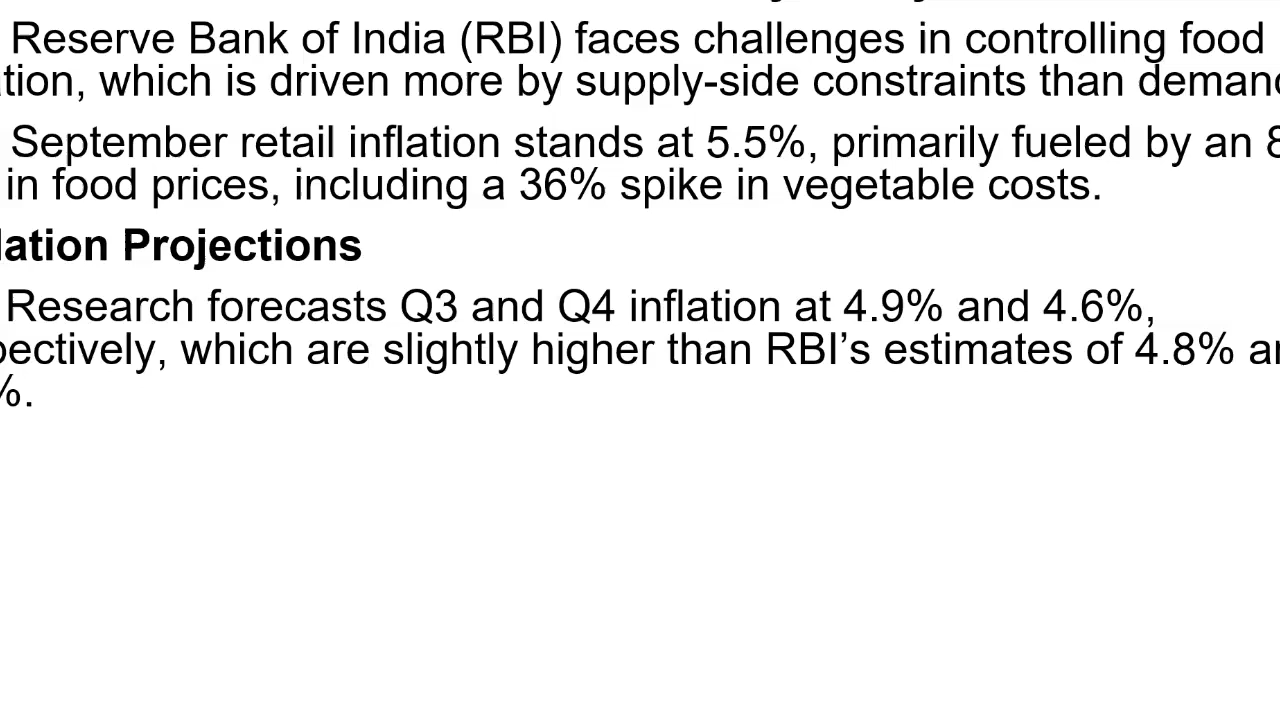 Reserve Bank of India (RBI) faces challenges in controlling food
ation, which is driven more by supply-side constraints than demand
September retail inflation stands at 5.5%, primarily fueled by an 8
in food prices, including a 36% spike in vegetable costs.
lation Projections
Research forecasts Q3 and Q4 inflation at 4.9% and 4.6%,
pectively, which are slightly higher than RBI’s estimates of 4.8% an
%.